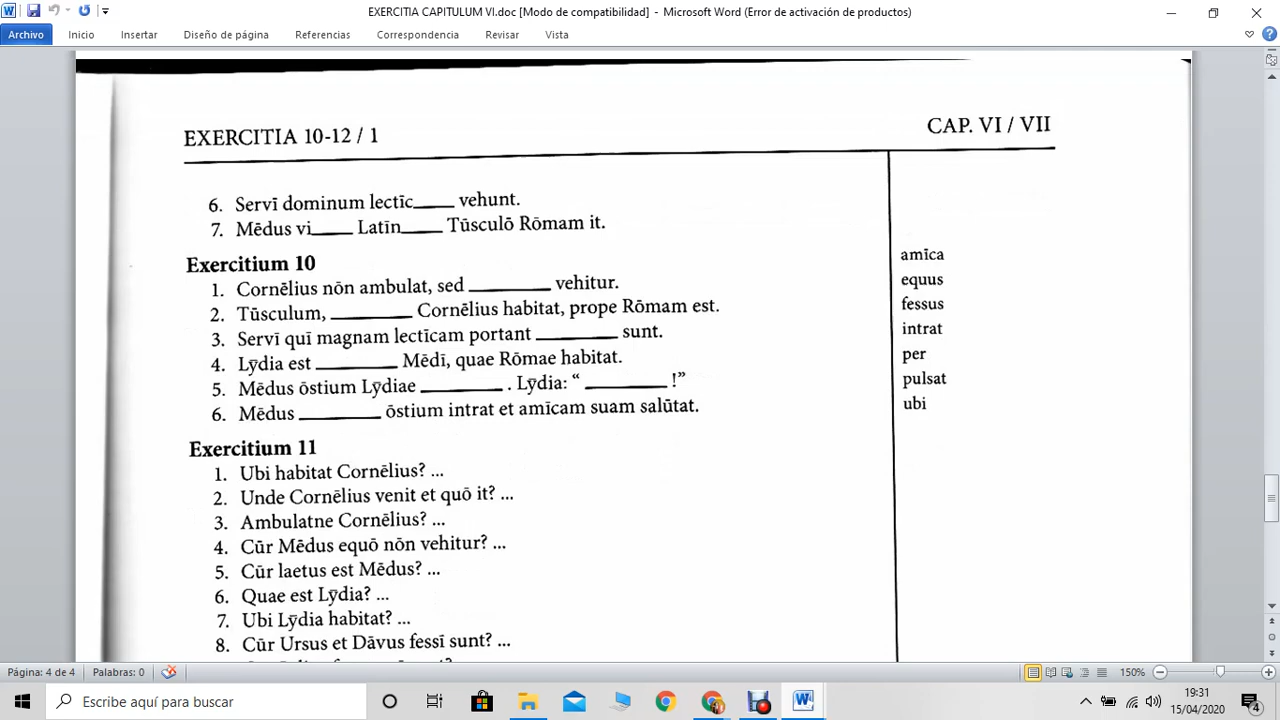 EXERCITIA CAPITULUM VI.doc [Modo de compatibilidad] - Microsoft Word (Error de activación de productos)
Archivo Inicio Insertar Diseño de página Referencias Correspondencia Revisar Vista
EXERCITIA 10-12 / 1 CAP. VI / VII
6. Servī dominum lectīc____ vehunt.
7. Mēdus vi____ Latīn____ Tūsculō Rōmam it.
Exercitium 10
1. Cornēlius nōn ambulat, sed ________ vehitur.
2. Tūsculum, ________ Cornēlius habitat, prope Rōmam est.
3. Servī quī magnam lectīcam portant ________ sunt.
4. Lȳdia est ________ Mēdī, quae Rōmae habitat.
5. Mēdus ōstium Lȳdiae ________ . Lȳdia: “ ________ !”
6. Mēdus ________ ōstium intrat et amīcam suam salūtat.
amīca
equus
fessus
intrat
per
pulsat
ubi
Exercitium 11
1. Ubi habitat Cornēlius? ...
2. Unde Cornēlius venit et quō it? ...
3. Ambulatne Cornēlius? ...
4. Cūr Mēdus equō nōn vehitur? ...
5. Cūr laetus est Mēdus? ...
6. Quae est Lȳdia? ...
7. Ubi Lȳdia habitat? ...
8. Cūr Ursus et Dāvus fessī sunt? ...
Página: 4 de 4 Palabras: 0 150%
Escribe aquí para buscar
19:31
15/04/2020
4